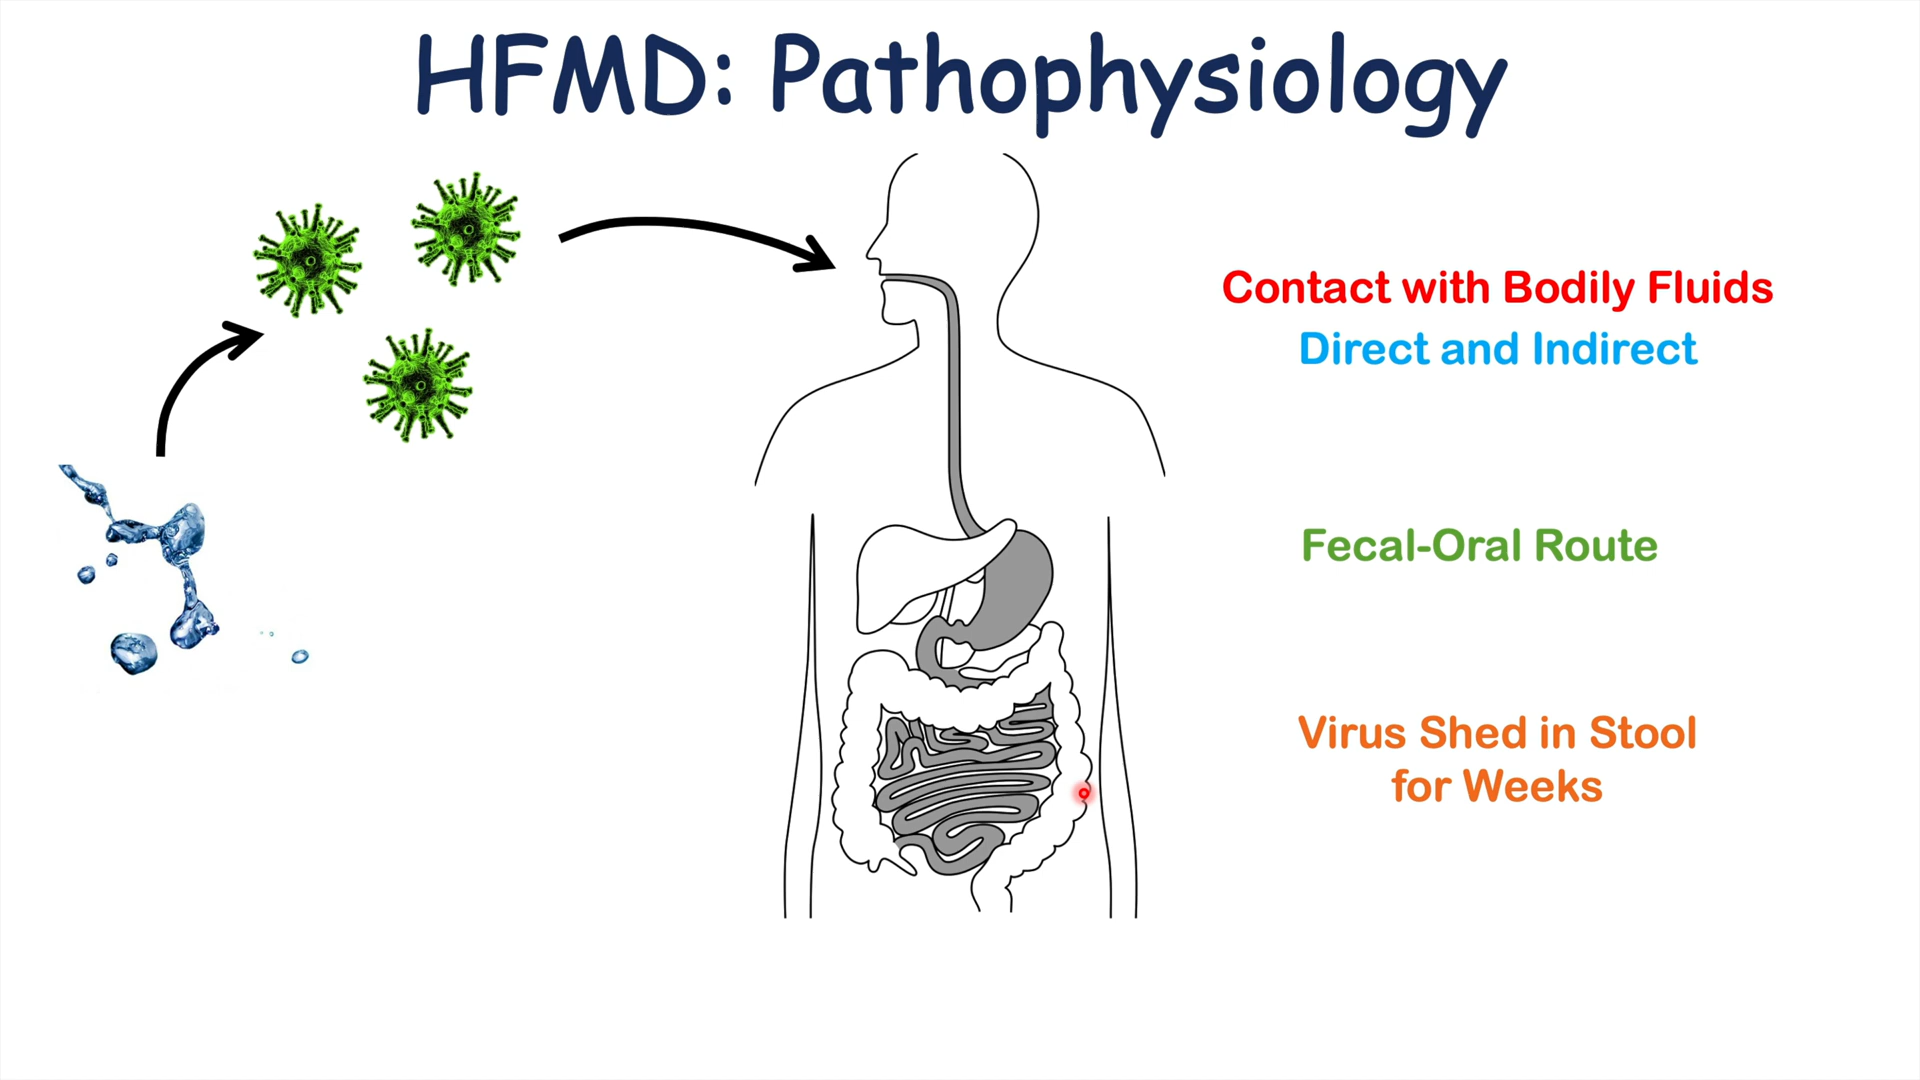 HFMD: Pathophysiology
Contact with Bodily Fluids
Direct and Indirect
Fecal-Oral Route
Virus Shed in Stool
for Weeks